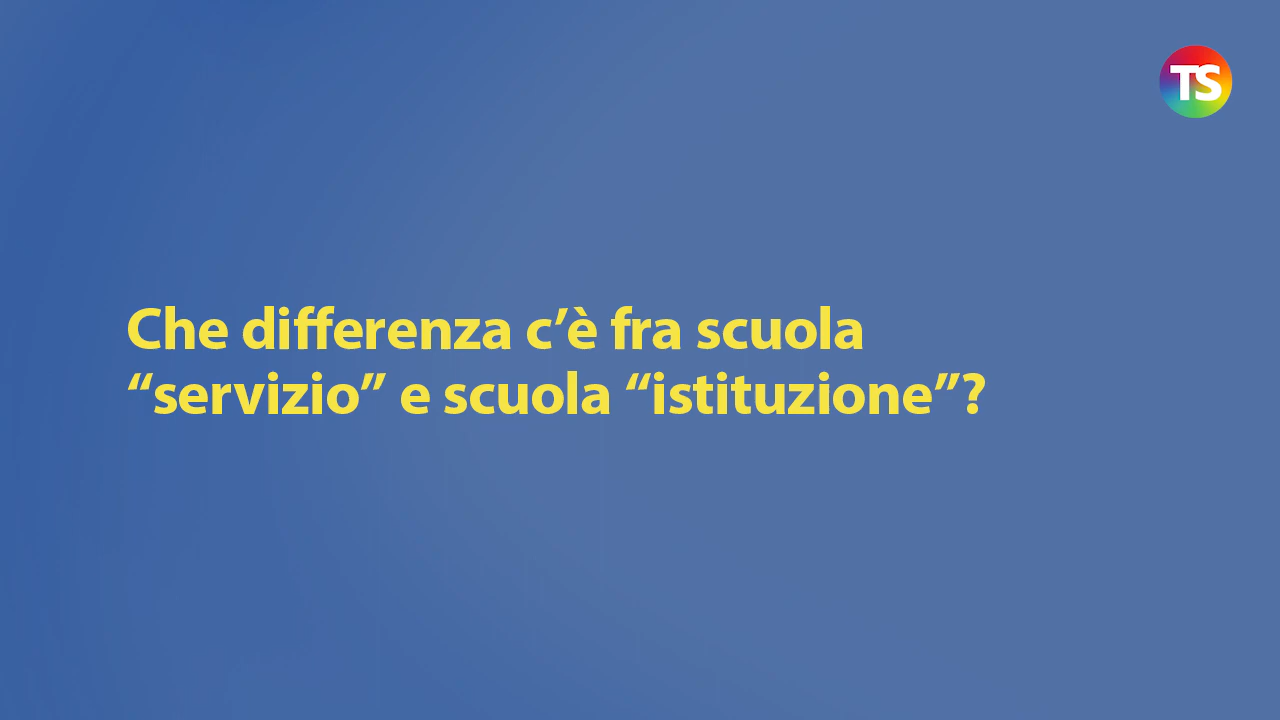 TS
Che differenza c’è fra scuola
“servizio” e scuola “istituzione”?